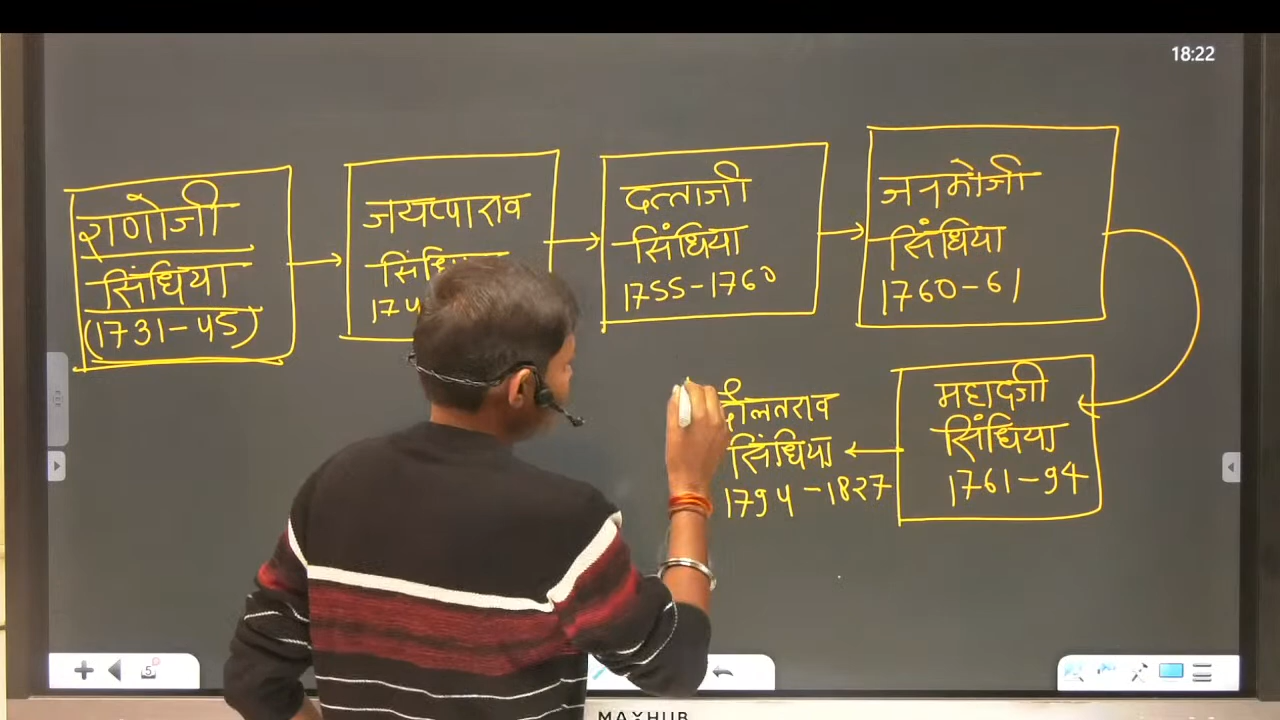 18:22
राणोजी
सिंधिया
(1731-45)
जयप्पाराव
दत्ताजी
सिंधिया
1755-1760
जनकोजी
सिंधिया
1760-61
महादजी
सिंधिया
1761-94
दौलतराव
सिंधिया
1794-1827
5
MAXHUB